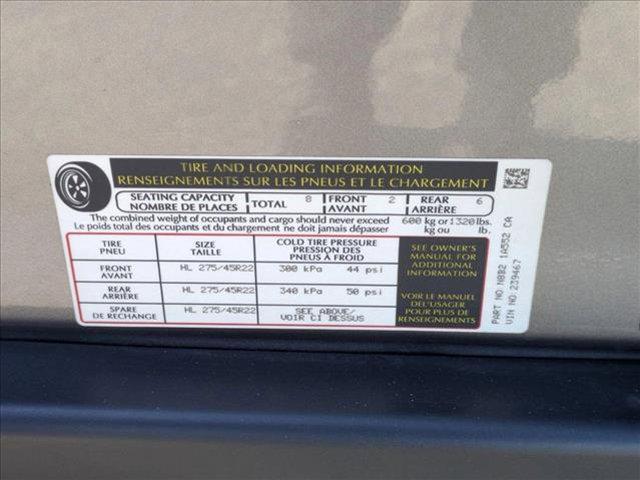 TIRE AND LOADING INFORMATION
RENSEIGNEMENTS SUR LES PNEUS ET LE CHARGEMENT
SEATING CAPACITY
NOMBRE DE PLACES
TOTAL 8
FRONT
AVANT
2
REAR
ARRIÈRE
6
The combined weight of occupants and cargo should never exceed 600 kg or 1320 lbs.
Le poids total des occupants et du chargement ne doit jamais dépasser kg ou lb.
TIRE
PNEU
SIZE
TAILLE
COLD TIRE PRESSURE
PRESSION DES
PNEUS À FROID
FRONT
AVANT
HL 275/45R22
300 kPa 44 psi
REAR
ARRIÈRE
HL 275/45R22
340 kPa 50 psi
SPARE
DE RECHANGE
HL 275/45R22
SEE ABOVE/
VOIR CI DESSUS
SEE OWNER'S
MANUAL FOR
ADDITIONAL
INFORMATION
VOIR LE MANUEL
DE L'USAGER
POUR PLUS DE
RENSEIGNEMENTS
PART NO N8B2 1A552 CA
VIN NO. 239467